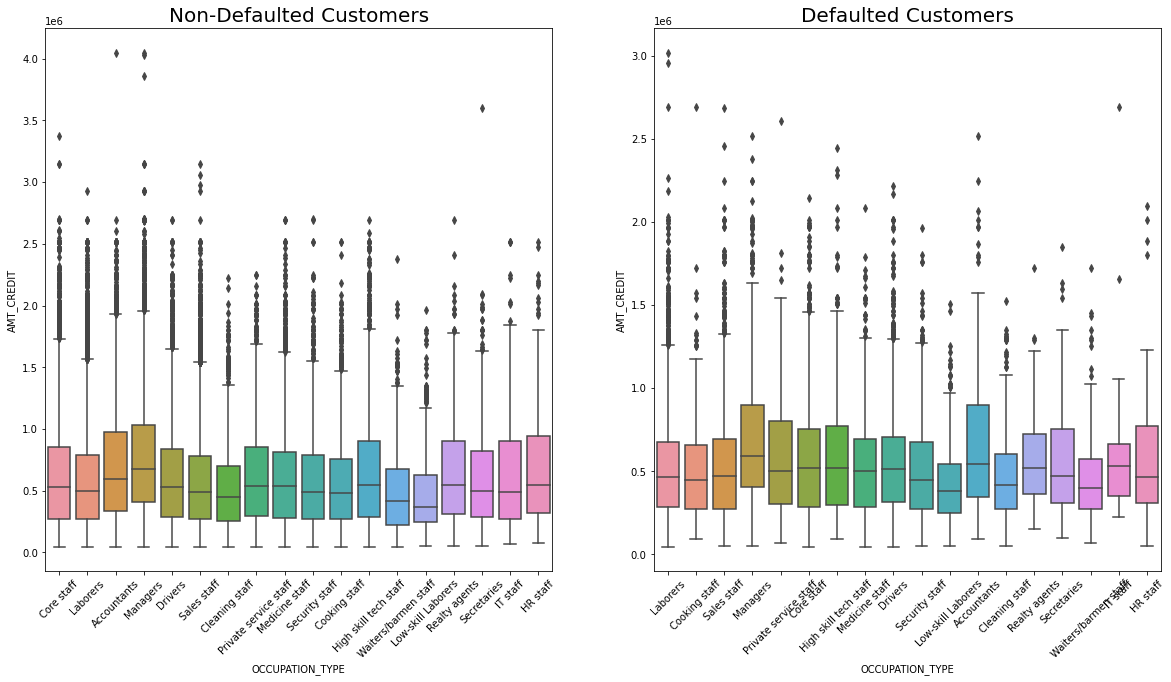 Non-Defaulted Customers
1e6
4.0
3.5
3.0
2.5
2.0
1.5
1.0
0.5
0.0
AMT_CREDIT
Core staff
Laborers
Accountants
Managers
Drivers
Sales staff
Cleaning staff
Private service staff
Medicine staff
Security staff
Cooking staff
High skill tech staff
Waiters/barmen staff
Low-skill Laborers
Realty agents
Secretaries
IT staff
HR staff
OCCUPATION_TYPE
Defaulted Customers
1e6
3.0
2.5
2.0
1.5
1.0
0.5
0.0
AMT_CREDIT
Laborers
Cooking staff
Sales staff
Managers
Private service staff
Core staff
High skill tech staff
Medicine staff
Drivers
Security staff
Low-skill Laborers
Accountants
Cleaning staff
Realty agents
Secretaries
Waiters/barmen staff
IT staff
HR staff
OCCUPATION_TYPE